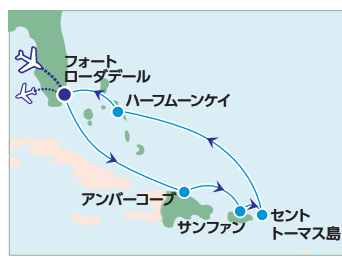 フォート
ローダデール
ハーフムーンケイ
アンバーコーブ
サンファン
セント
トーマス島